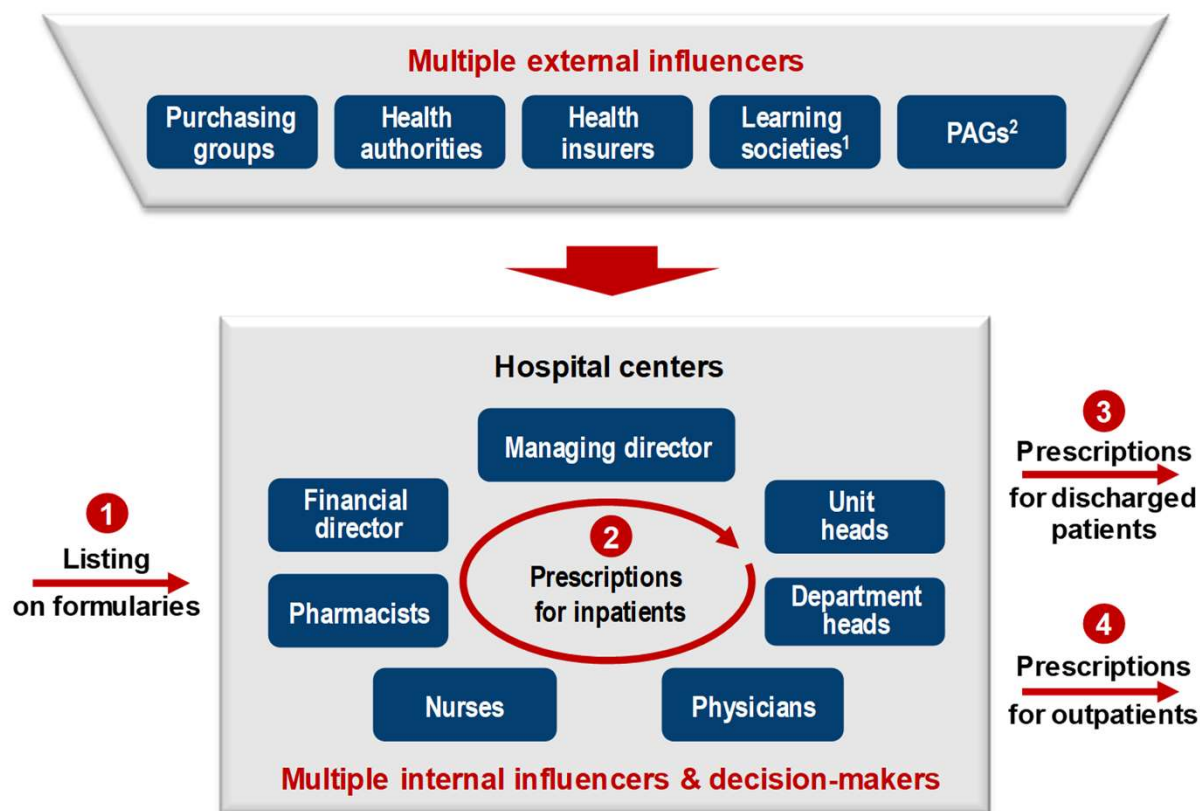 Multiple external influencers
Purchasing
groups
Health
authorities
Health
insurers
Learning
societies¹
PAGs²
Hospital centers
Managing director
Financial
director
Unit
heads
Pharmacists
Department
heads
Nurses
Physicians
2
Prescriptions
for inpatients
Multiple internal influencers & decision-makers
1
Listing
on formularies
3
Prescriptions
for discharged
patients
4
Prescriptions
for outpatients